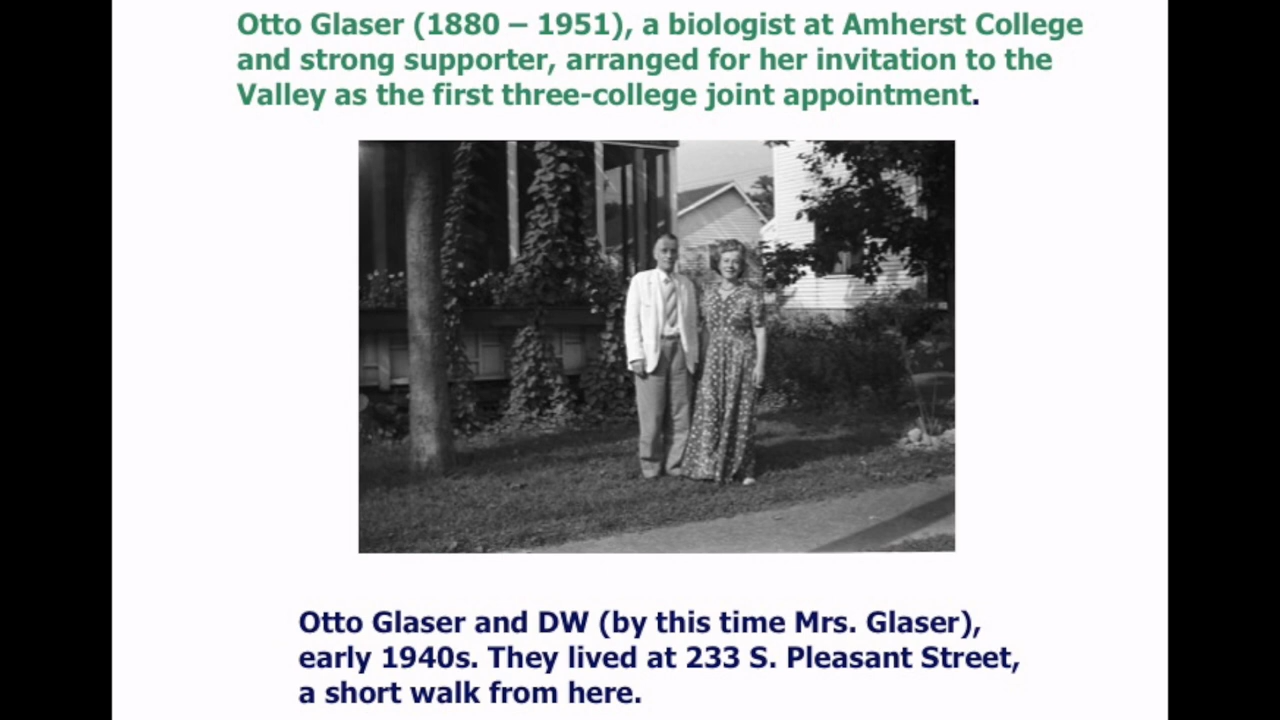 Otto Glaser (1880 – 1951), a biologist at Amherst College
and strong supporter, arranged for her invitation to the
Valley as the first three-college joint appointment.
Otto Glaser and DW (by this time Mrs. Glaser),
early 1940s. They lived at 233 S. Pleasant Street,
a short walk from here.